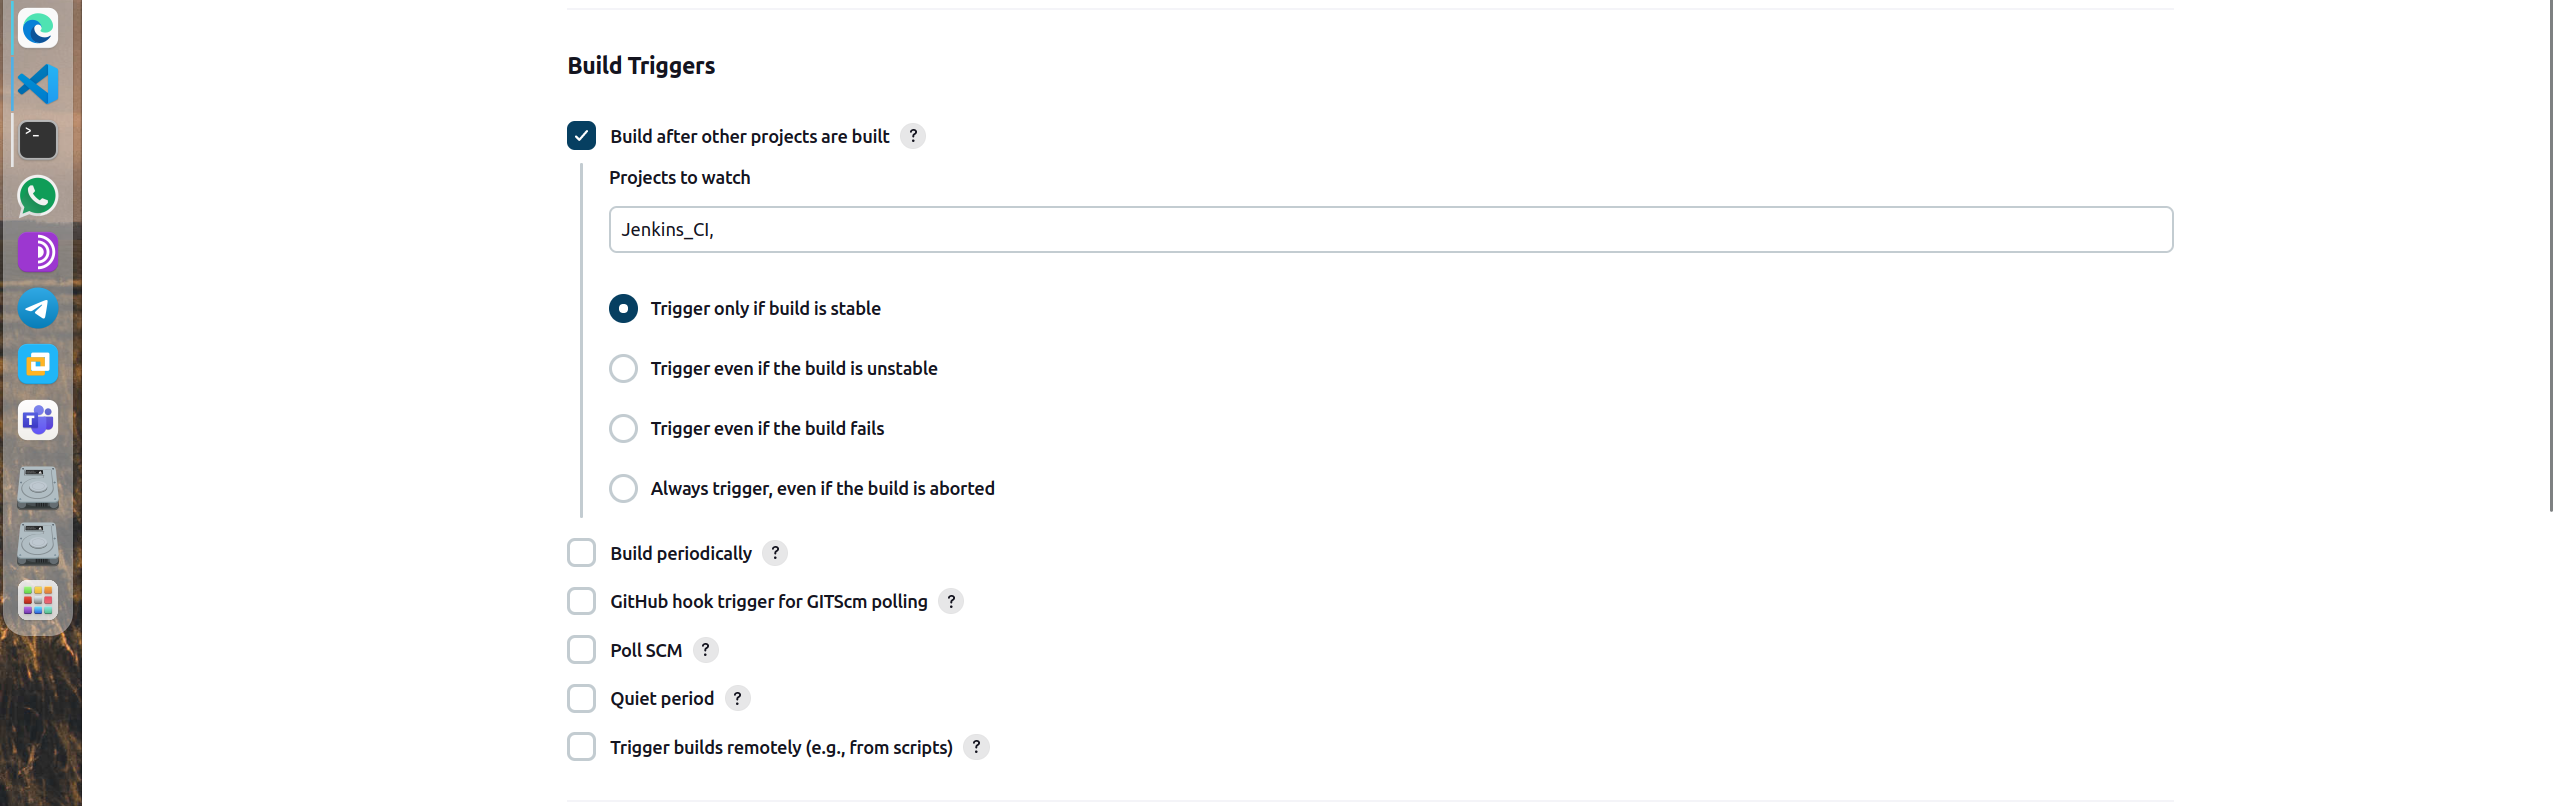 Build Triggers
Build after other projects are built ?
Projects to watch
Jenkins_CI,
Trigger only if build is stable
Trigger even if the build is unstable
Trigger even if the build fails
Always trigger, even if the build is aborted
Build periodically ?
GitHub hook trigger for GITScm polling ?
Poll SCM ?
Quiet period ?
Trigger builds remotely (e.g., from scripts) ?